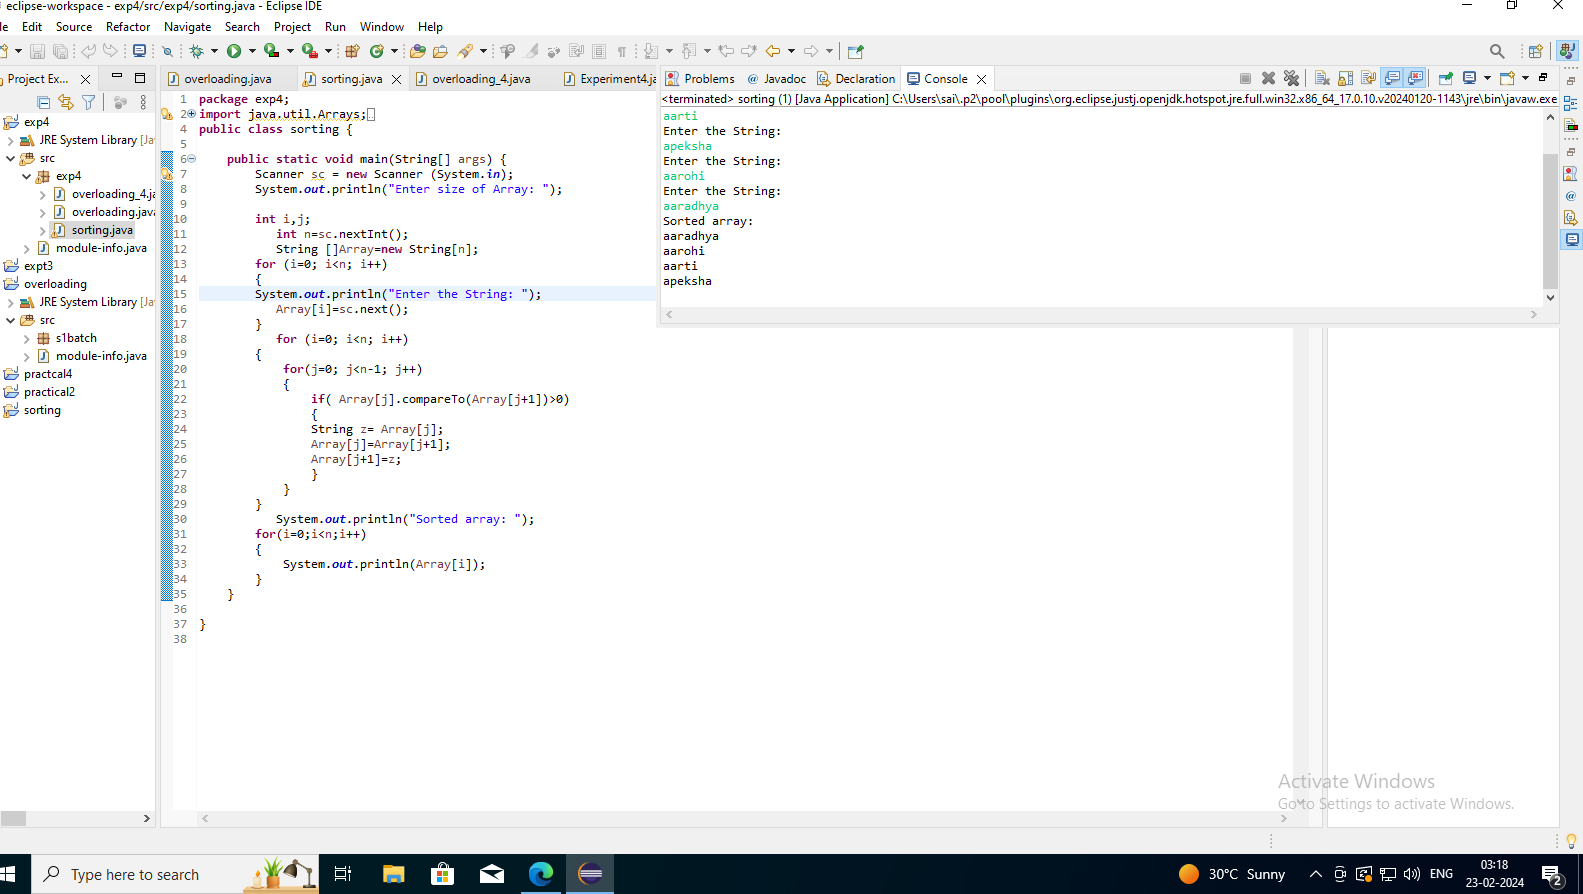 eclipse-workspace - exp4/src/exp4/sorting.java - Eclipse IDE
Edit Source Refactor Navigate Search Project Run Window Help
Project Ex...
overloading.java
sorting.java
overloading_4.java
Experiment4.ja
Problems
@ Javadoc
Declaration
Console
exp4
JRE System Library [Ja
src
exp4
overloading_4.ja
overloading.java
sorting.java
module-info.java
expt3
overloading
JRE System Library [Ja
src
s1batch
module-info.java
practcal4
practical2
sorting
1 package exp4;
2 import java.util.Arrays;
4 public class sorting {
5
6 public static void main(String[] args) {
7 Scanner sc = new Scanner (System.in);
8 System.out.println("Enter size of Array: ");
9
10 int i,j;
11 int n=sc.nextInt();
12 String []Array=new String[n];
13 for (i=0; i<n; i++)
14 {
15 System.out.println("Enter the String: ");
16 Array[i]=sc.next();
17 }
18 for (i=0; i<n; i++)
19 {
20 for(j=0; j<n-1; j++)
21 {
22 if( Array[j].compareTo(Array[j+1])>0)
23 {
24 String z= Array[j];
25 Array[j]=Array[j+1];
26 Array[j+1]=z;
27 }
28 }
29 }
30 System.out.println("Sorted array: ");
31 for(i=0;i<n;i++)
32 {
33 System.out.println(Array[i]);
34 }
35 }
36
37 }
38
<terminated> sorting (1) [Java Application] C:\Users\sai\.p2\pool\plugins\org.eclipse.justj.openjdk.hotspot.jre.full.win32.x86_64_17.0.10.v20240120-1143\jre\bin\javaw.exe
aarti
Enter the String:
apeksha
Enter the String:
aarohi
Enter the String:
aaradhya
Sorted array:
aaradhya
aarohi
aarti
apeksha
Activate Windows
Go to Settings to activate Windows.
Type here to search
30°C Sunny
ENG
03:18
23-02-2024
2